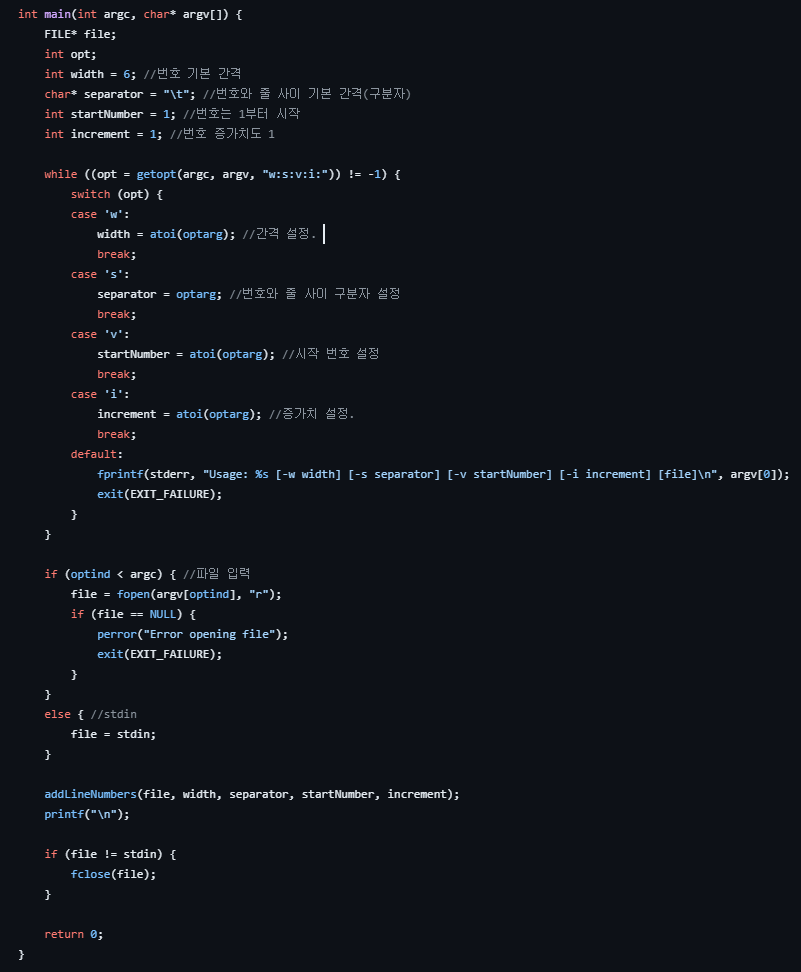 int main(int argc, char* argv[]) {
FILE* file;
int opt;
int width = 6; //번호 기본 간격
char* separator = "\t"; //번호와 줄 사이 기본 간격(구분자)
int startNumber = 1; //번호는 1부터 시작
int increment = 1; //번호 증가치도 1
while ((opt = getopt(argc, argv, "w:s:v:i:")) != -1) {
switch (opt) {
case 'w':
width = atoi(optarg); //간격 설정.
break;
case 's':
separator = optarg; //번호와 줄 사이 구분자 설정
break;
case 'v':
startNumber = atoi(optarg); //시작 번호 설정
break;
case 'i':
increment = atoi(optarg); //증가치 설정.
break;
default:
fprintf(stderr, "Usage: %s [-w width] [-s separator] [-v startNumber] [-i increment] [file]\n", argv[0]);
exit(EXIT_FAILURE);
}
}
if (optind < argc) { //파일 입력
file = fopen(argv[optind], "r");
if (file == NULL) {
perror("Error opening file");
exit(EXIT_FAILURE);
}
}
else { //stdin
file = stdin;
}
addLineNumbers(file, width, separator, startNumber, increment);
printf("\n");
if (file != stdin) {
fclose(file);
}
return 0;
}